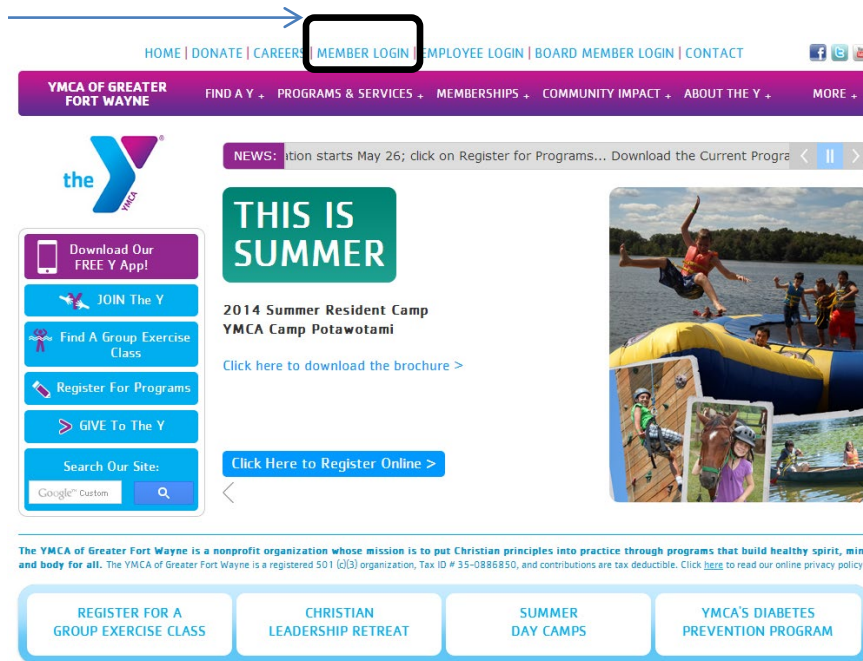 HOME | DONATE | CAREERS | MEMBER LOGIN | EMPLOYEE LOGIN | BOARD MEMBER LOGIN | CONTACT
YMCA OF GREATER
FORT WAYNE
FIND A Y + PROGRAMS & SERVICES + MEMBERSHIPS + COMMUNITY IMPACT + ABOUT THE Y + MORE +
the
YMCA
NEWS: ation starts May 26; click on Register for Programs... Download the Current Progra
THIS IS
SUMMER
Download Our
FREE Y App!
JOIN The Y
Find A Group Exercise
Class
Register For Programs
GIVE To The Y
Search Our Site:
Google™ Custom
2014 Summer Resident Camp
YMCA Camp Potawotami
Click here to download the brochure >
Click Here to Register Online >
The YMCA of Greater Fort Wayne is a nonprofit organization whose mission is to put Christian principles into practice through programs that build healthy spirit, min
and body for all. The YMCA of Greater Fort Wayne is a registered 501 (c)(3) organization, Tax ID # 35-0886850, and contributions are tax deductible. Click here to read our online privacy policy
REGISTER FOR A
GROUP EXERCISE CLASS
CHRISTIAN
LEADERSHIP RETREAT
SUMMER
DAY CAMPS
YMCA'S DIABETES
PREVENTION PROGRAM